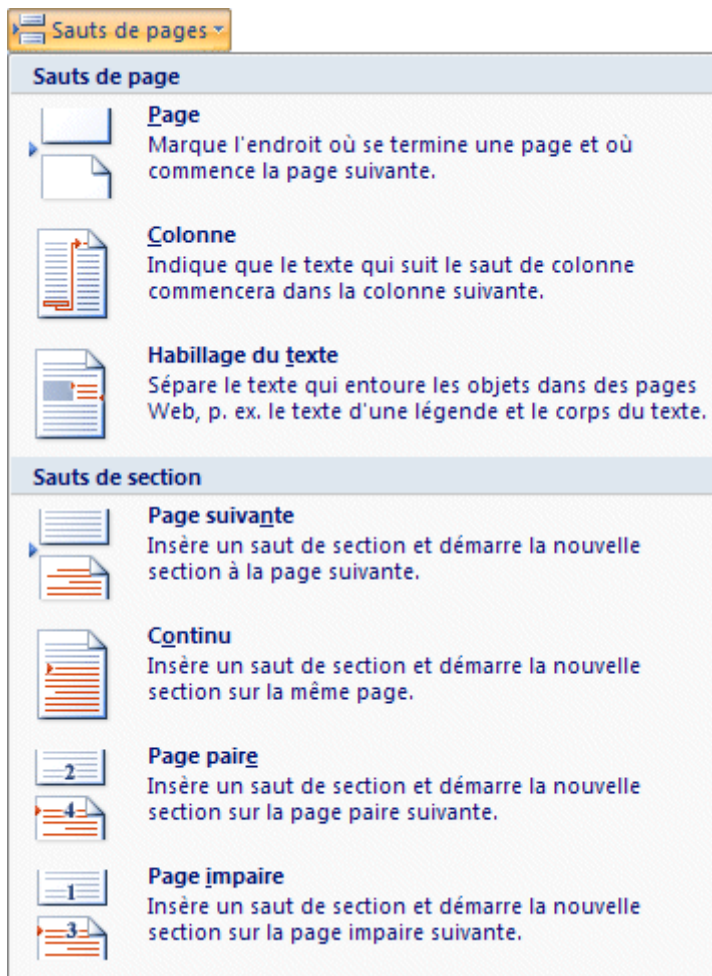 Sauts de pages
Sauts de page
Page
Marque l'endroit où se termine une page et où
commence la page suivante.
Colonne
Indique que le texte qui suit le saut de colonne
commencera dans la colonne suivante.
Habillage du texte
Sépare le texte qui entoure les objets dans des pages
Web, p. ex. le texte d'une légende et le corps du texte.
Sauts de section
Page suivante
Insère un saut de section et démarre la nouvelle
section à la page suivante.
Continu
Insère un saut de section et démarre la nouvelle
section sur la même page.
2
4
Page paire
Insère un saut de section et démarre la nouvelle
section sur la page paire suivante.
1
3
Page impaire
Insère un saut de section et démarre la nouvelle
section sur la page impaire suivante.